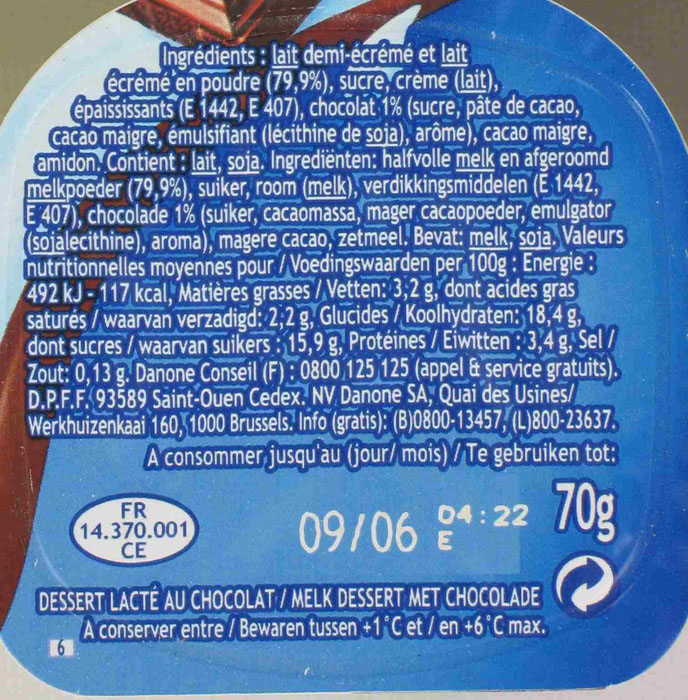 Ingrédients : lait demi-écrémé et lait
écrémé en poudre (79,9%), sucre, crème (lait),
épaississants (E 1442, E 407), chocolat 1% (sucre, pâte de cacao,
cacao maigre, émulsifiant (lécithine de soja), arôme), cacao maigre,
amidon. Contient : lait, soja. Ingrediënten: halfvolle melk en afgeroomd
melkpoeder (79,9%), suiker, room (melk), verdikkingsmiddelen (E 1442,
E 407), chocolade 1% (suiker, cacaomassa, mager cacaopoeder, emulgator
(sojalecithine), aroma), magere cacao, zetmeel. Bevat: melk, soja. Valeurs
nutritionnelles moyennes pour / Voedingswaarden per 100g : Energie :
492 kJ - 117 kcal, Matières grasses / Vetten: 3,2 g, dont acides gras
saturés / waarvan verzadigd: 2,2 g, Glucides / Koolhydraten: 18,4 g,
dont sucres / waarvan suikers : 15,9 g, Protéines / Eiwitten : 3,4 g, Sel /
Zout: 0,13 g. Danone Conseil (F) : 0800 125 125 (appel & service gratuits).
D.P.F.F. 93589 Saint-Ouen Cedex. NV Danone SA, Quai des Usines/
Werkhuizenkaai 160, 1000 Brussels. Info (gratis): (B)0800-13457, (L)800-23637.
A consommer jusqu'au (jour/ mois) / Te gebruiken tot:
FR
14.370.001
CE
09/06 04:22
E
70g
DESSERT LACTÉ AU CHOCOLAT / MELK DESSERT MET CHOCOLADE
A conserver entre / Bewaren tussen +1°C et / en +6°C max.
6